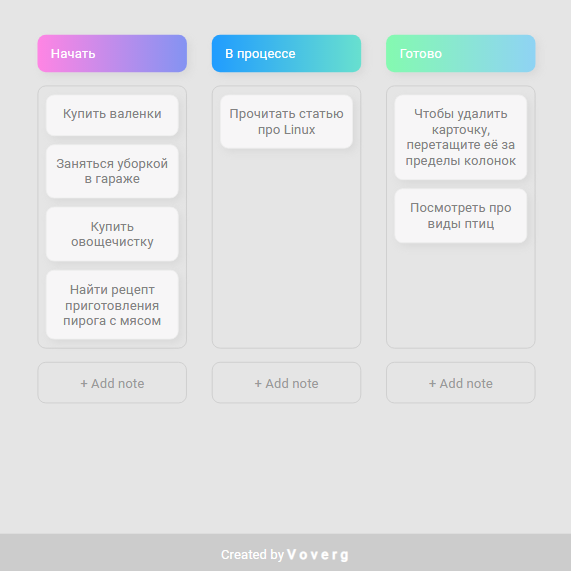 Начать
В процессе
Готово
Купить валенки
Заняться уборкой
в гараже
Купить
овощечистку
Найти рецепт
приготовления
пирога с мясом
+ Add note
Прочитать статью
про Linux
+ Add note
Чтобы удалить
карточку,
перетащите её за
пределы колонок
Посмотреть про
виды птиц
+ Add note
Created by Voverg